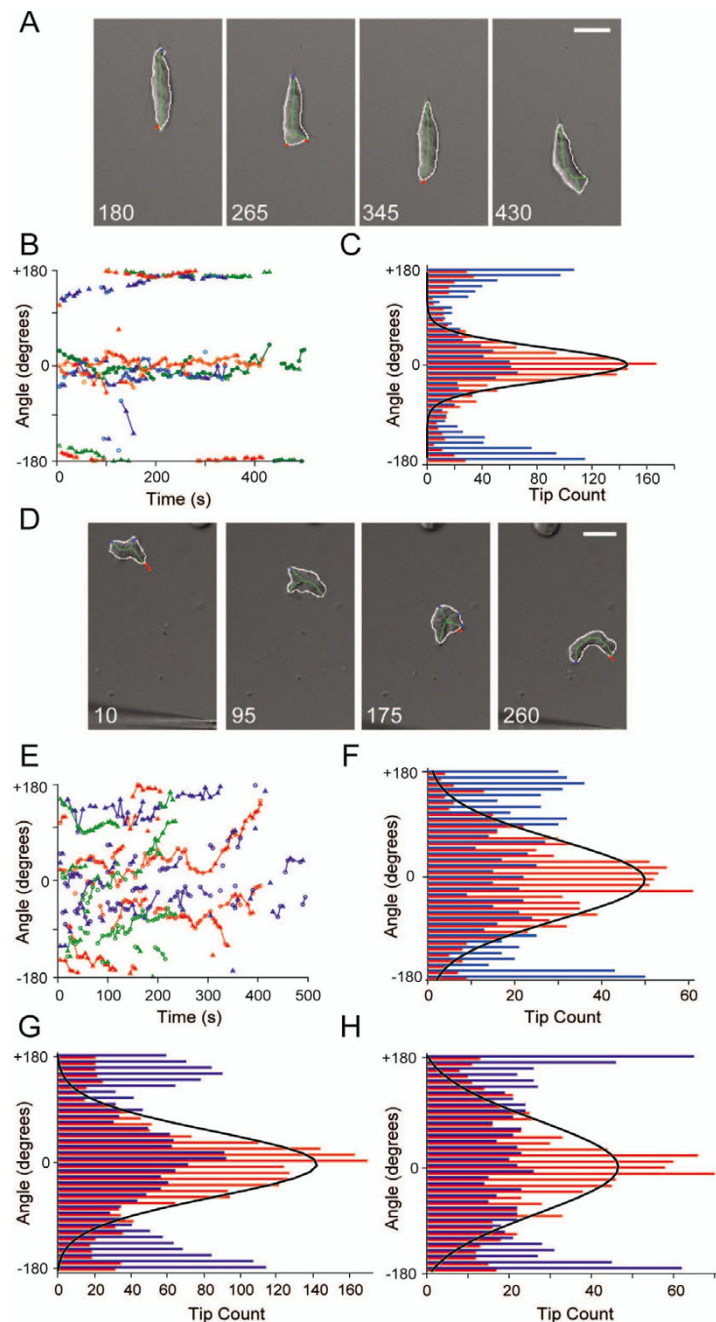 A
180
265
345
430
B
+180
0
-180
Angle (degrees)
0
200
400
Time (s)
C
+180
0
-180
Angle (degrees)
0
40
80
120
160
Tip Count
D
10
95
175
260
E
+180
0
-180
Angle (degrees)
0
100
200
300
400
500
Time (s)
F
+180
0
-180
Angle (degrees)
0
20
40
60
Tip Count
G
+180
0
-180
Angle (degrees)
0
20
40
60
80
100
120
140
160
Tip Count
H
+180
0
-180
Angle (degrees)
0
20
40
60
Tip Count